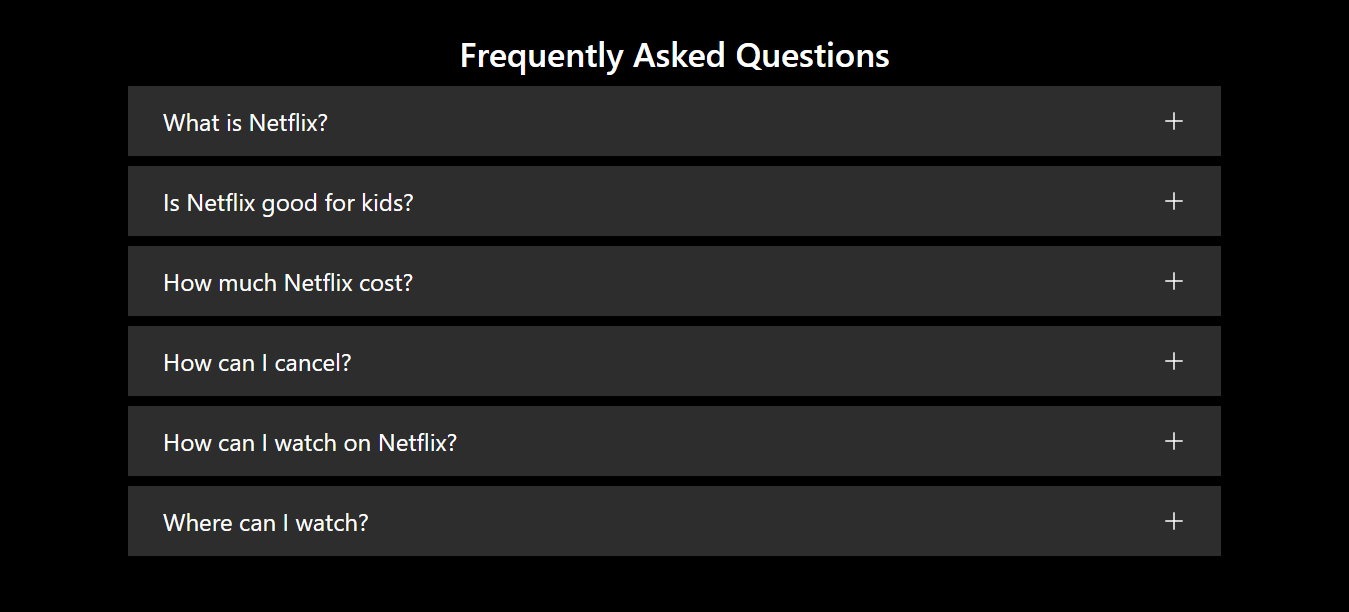 Frequently Asked Questions
What is Netflix?
Is Netflix good for kids?
How much Netflix cost?
How can I cancel?
How can I watch on Netflix?
Where can I watch?